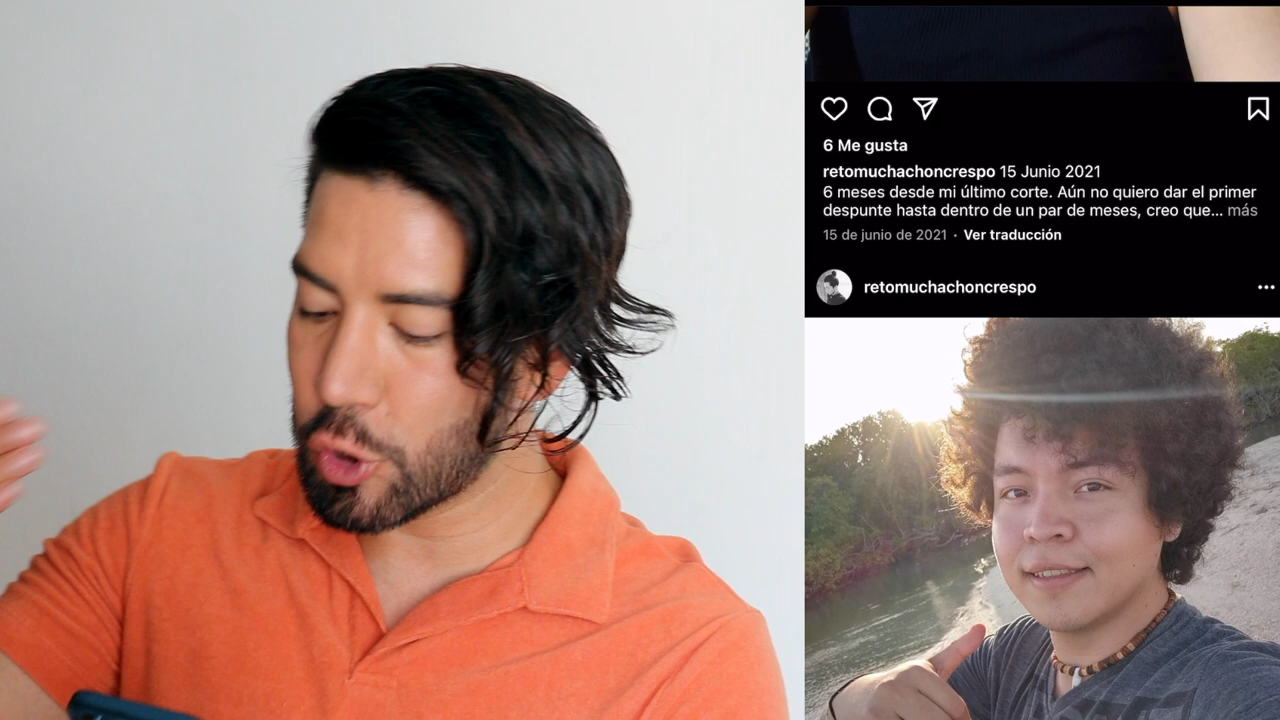 6 Me gusta
retomuchachoncrespo 15 Junio 2021
6 meses desde mi último corte. Aún no quiero dar el primer
despunte hasta dentro de un par de meses, creo que... más
15 de junio de 2021 · Ver traducción
retomuchachoncrespo